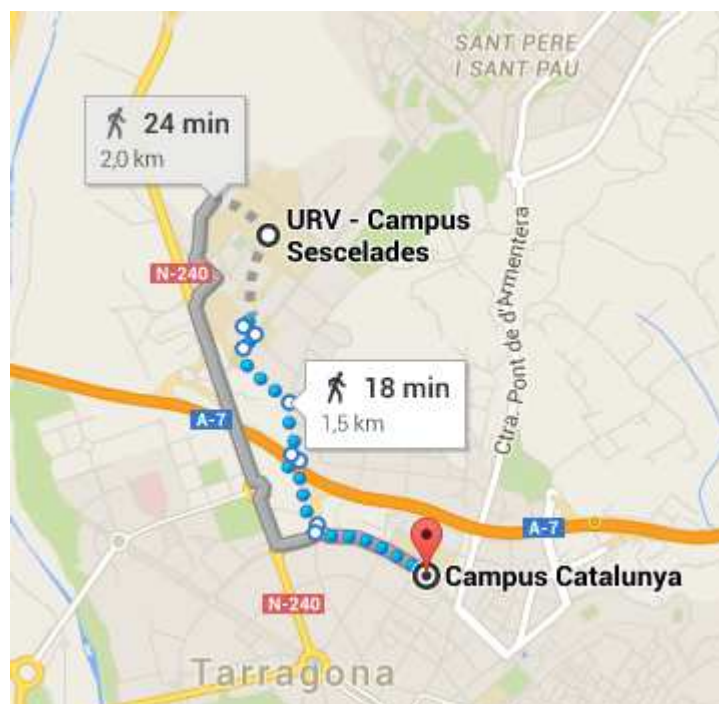 SANT PERE
I SANT PAU
24 min
2,0 km
URV - Campus
Sescelades
N-240
Ctra. Pont de d'Armentera
18 min
1,5 km
A-7
A-7
Campus Catalunya
N-240
Tarragona